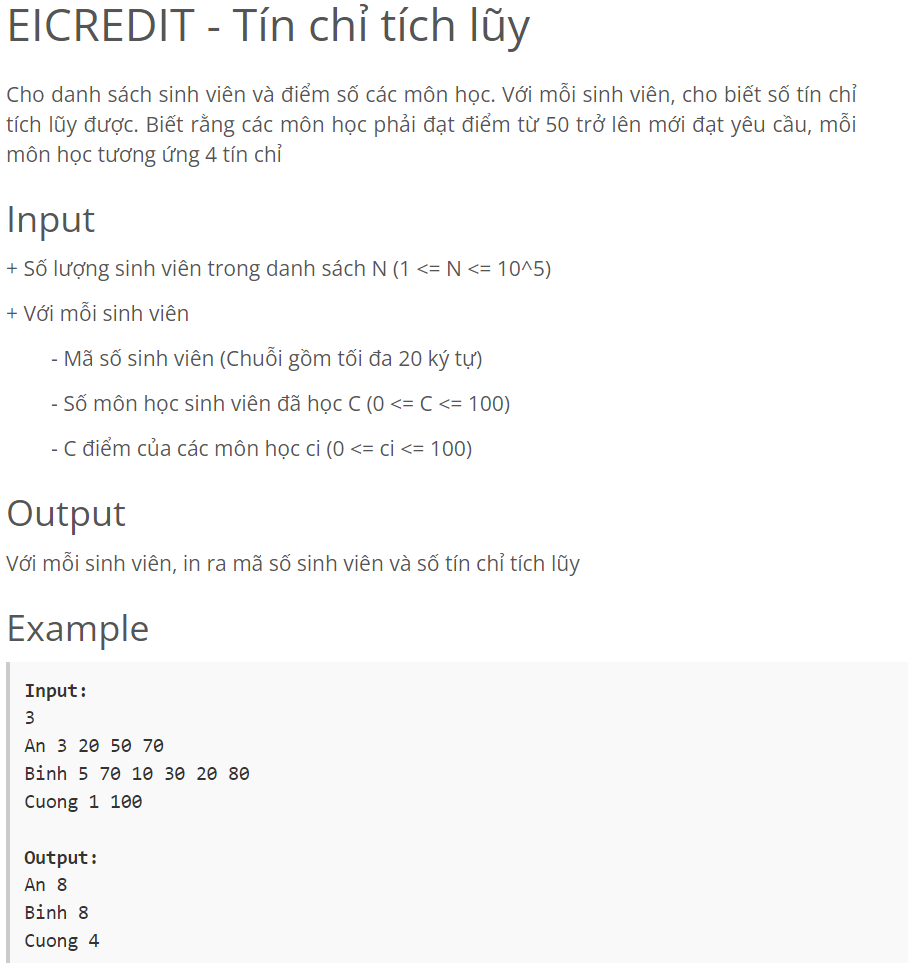 EICREDIT - Tín chỉ tích lũy
Cho danh sách sinh viên và điểm số các môn học. Với mỗi sinh viên, cho biết số tín chỉ
tích lũy được. Biết rằng các môn học phải đạt điểm từ 50 trở lên mới đạt yêu cầu, mỗi
môn học tương ứng 4 tín chỉ
Input
+ Số lượng sinh viên trong danh sách N (1 <= N <= 10^5)
+ Với mỗi sinh viên
- Mã số sinh viên (Chuỗi gồm tối đa 20 ký tự)
- Số môn học sinh viên đã học C (0 <= C <= 100)
- C điểm của các môn học ci (0 <= ci <= 100)
Output
Với mỗi sinh viên, in ra mã số sinh viên và số tín chỉ tích lũy
Example
Input:
3
An 3 20 50 70
Binh 5 70 10 30 20 80
Cuong 1 100
Output:
An 8
Binh 8
Cuong 4